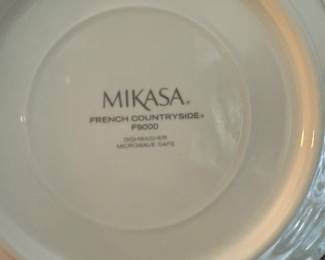 MIKASA®
FRENCH COUNTRYSIDE®
F9000
DISHWASHER
MICROWAVE SAFE